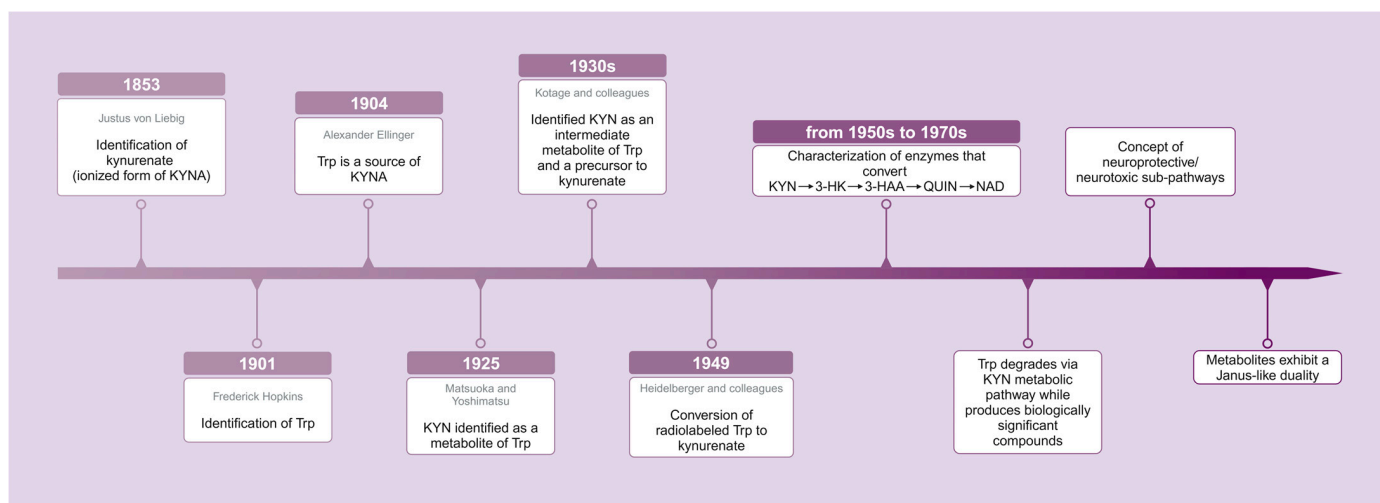 1853
Justus von Liebig
Identification of
kynurenate
(ionized form of KYNA)
1901
Frederick Hopkins
Identification of Trp
1904
Alexander Ellinger
Trp is a source of
KYNA
1925
Matsuoka and
Yoshimatsu
KYN identified as a
metabolite of Trp
1930s
Kotage and colleagues
Identified KYN as an
intermediate
metabolite of Trp
and a precursor to
kynurenate
1949
Heidelberger and colleagues
Conversion of
radiolabeled Trp to
kynurenate
from 1950s to 1970s
Characterization of enzymes that
convert
KYN→3-HK→3-HAA→QUIN→NAD
Trp degrades via
KYN metabolic
pathway while
produces biologically
significant
compounds
Concept of
neuroprotective/
neurotoxic sub-pathways
Metabolites exhibit a
Janus-like duality